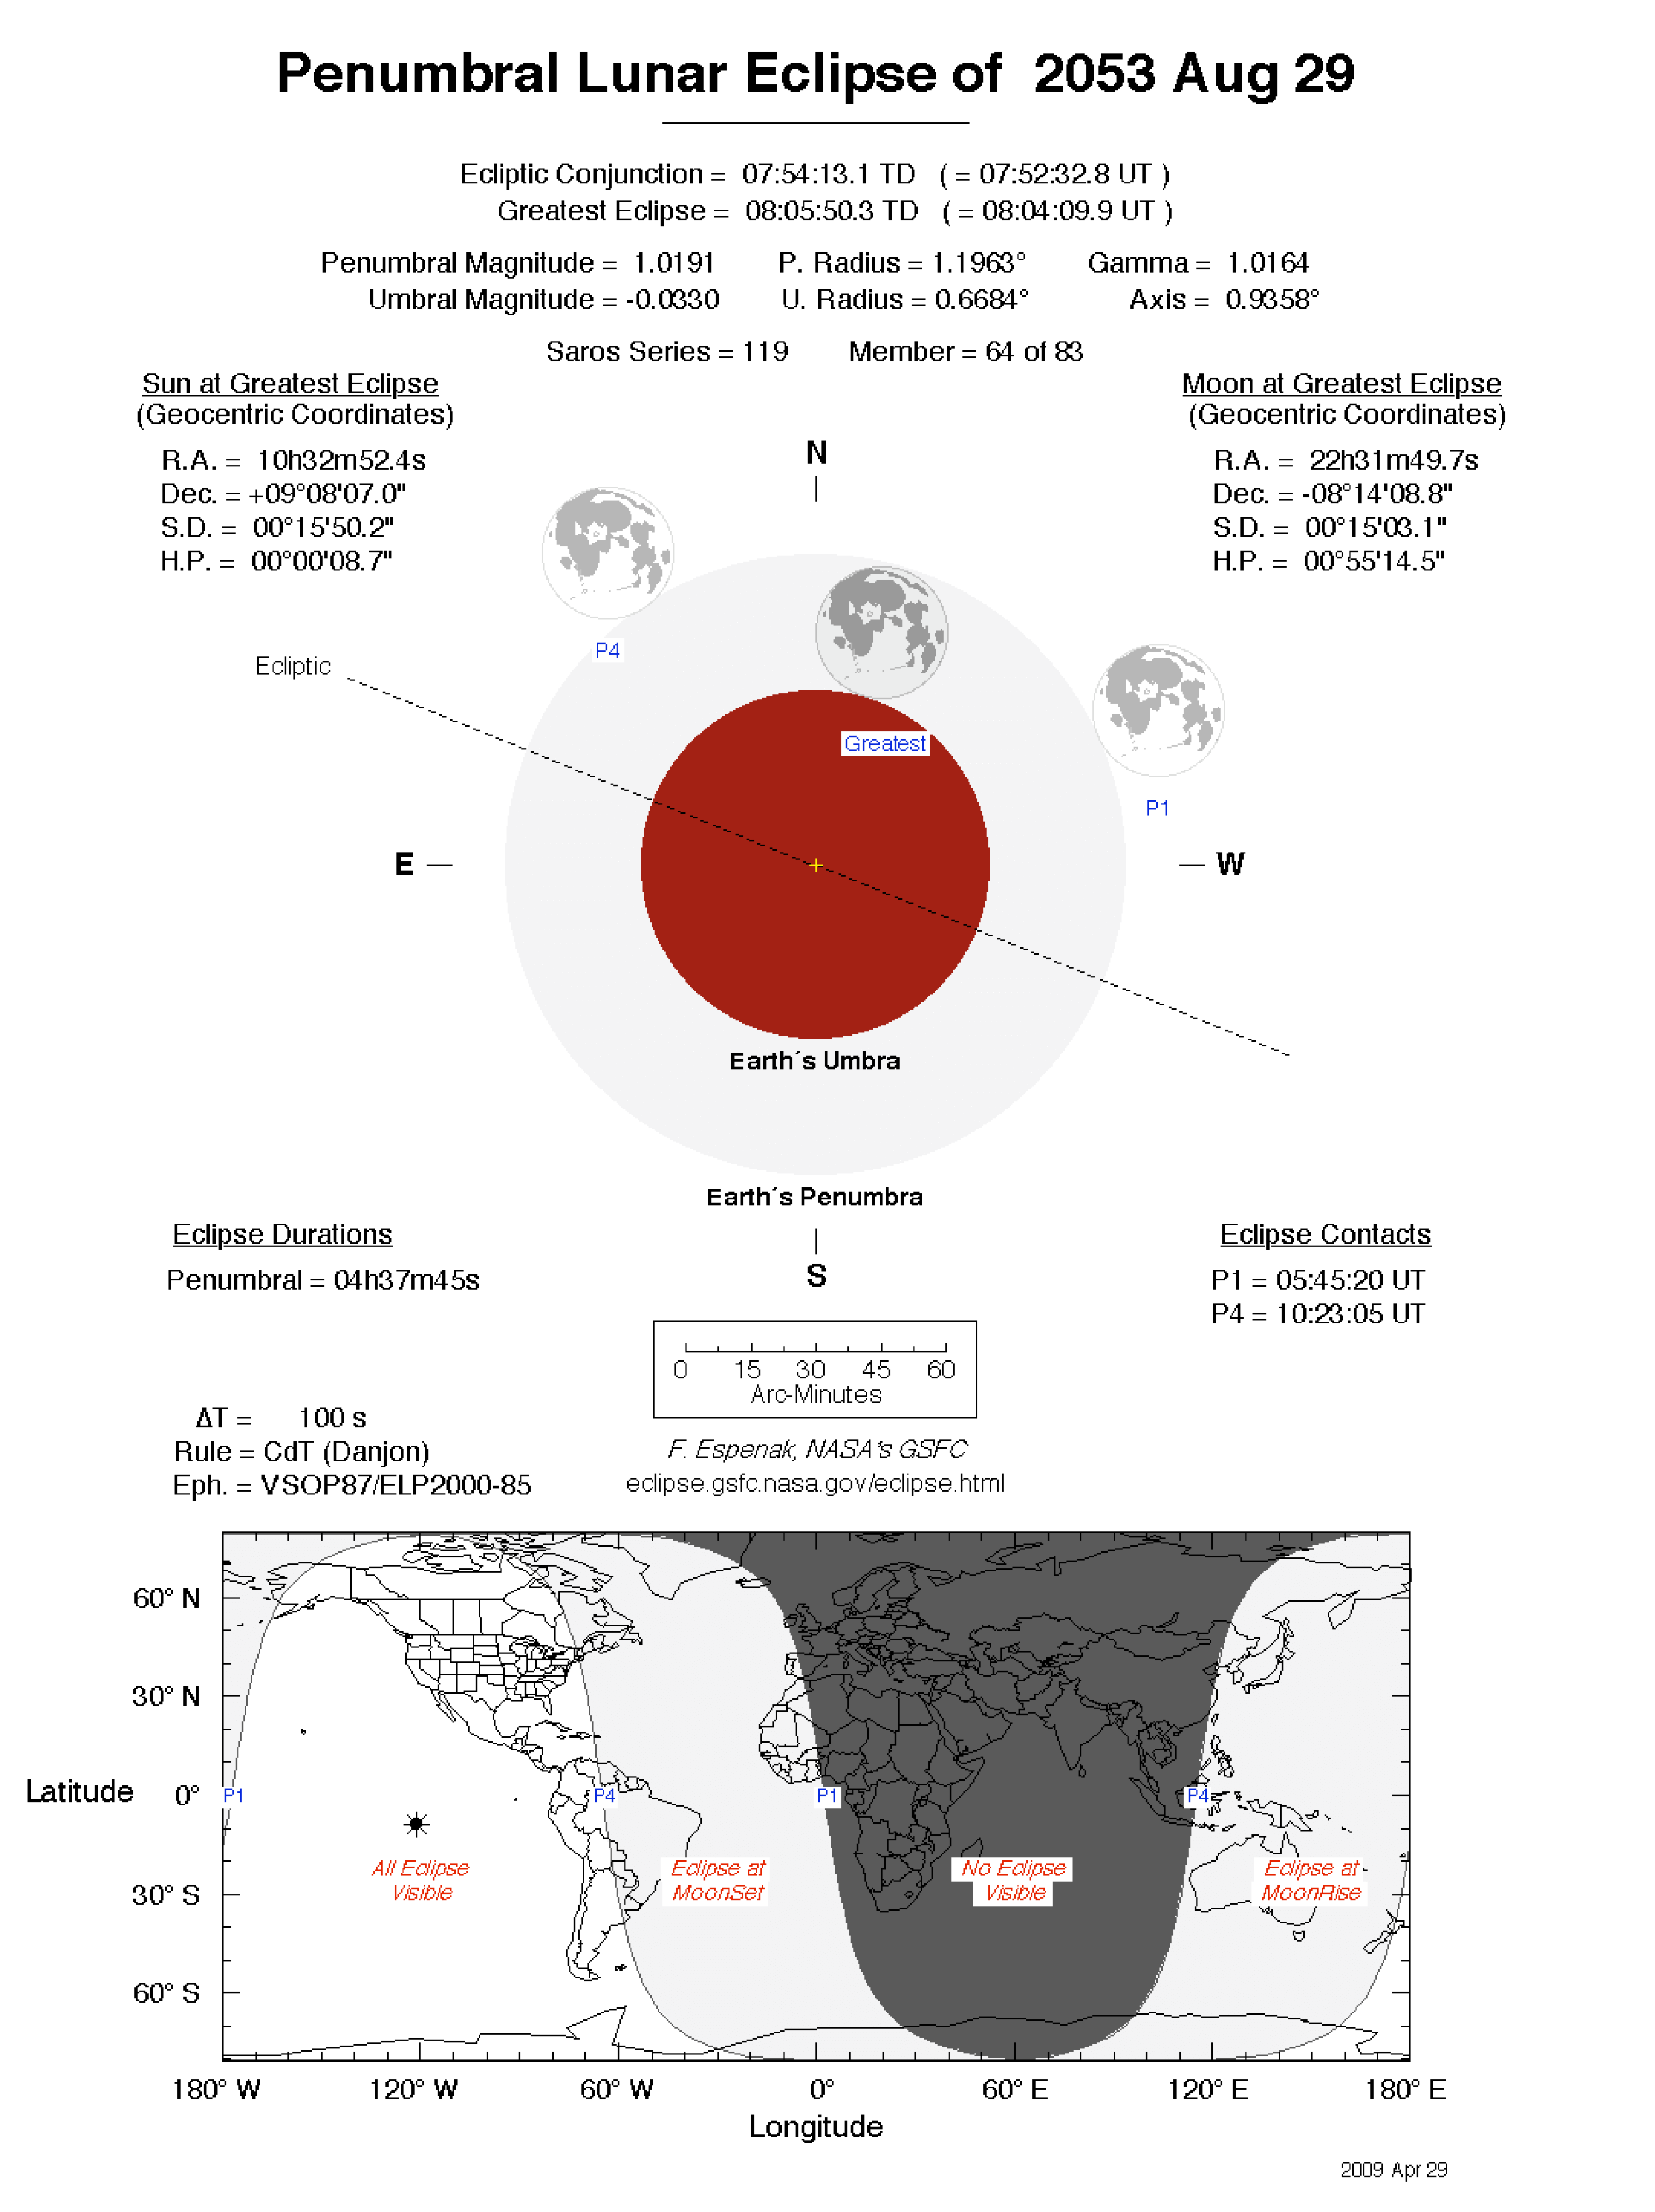 Penumbral Lunar Eclipse of 2053 Aug 29
Ecliptic Conjunction = 07:54:13.1 TD ( = 07:52:32.8 UT )
Greatest Eclipse = 08:05:50.3 TD ( = 08:04:09.9 UT )
Penumbral Magnitude = 1.0191 P. Radius = 1.1963° Gamma = 1.0164
Umbral Magnitude = -0.0330 U. Radius = 0.6684° Axis = 0.9358°
Saros Series = 119 Member = 64 of 83
Sun at Greatest Eclipse
(Geocentric Coordinates)
R.A. = 10h32m52.4s
Dec. = +09°08'07.0"
S.D. = 00°15'50.2"
H.P. = 00°00'08.7"
Moon at Greatest Eclipse
(Geocentric Coordinates)
R.A. = 22h31m49.7s
Dec. = -08°14'08.8"
S.D. = 00°15'03.1"
H.P. = 00°55'14.5"
N
P4
Ecliptic
Greatest
P1
E
W
Earth´s Umbra
Earth´s Penumbra
S
Eclipse Durations
Penumbral = 04h37m45s
Eclipse Contacts
P1 = 05:45:20 UT
P4 = 10:23:05 UT
0 15 30 45 60
Arc-Minutes
ΔT = 100 s
Rule = CdT (Danjon)
Eph. = VSOP87/ELP2000-85
F. Espenak, NASA's GSFC
eclipse.gsfc.nasa.gov/eclipse.html
60° N
30° N
Latitude 0°
30° S
60° S
P1 P4 P1 P4
All Eclipse
Visible
Eclipse at
MoonSet
No Eclipse
Visible
Eclipse at
MoonRise
180° W 120° W 60° W 0° 60° E 120° E 180° E
Longitude
2009 Apr 29